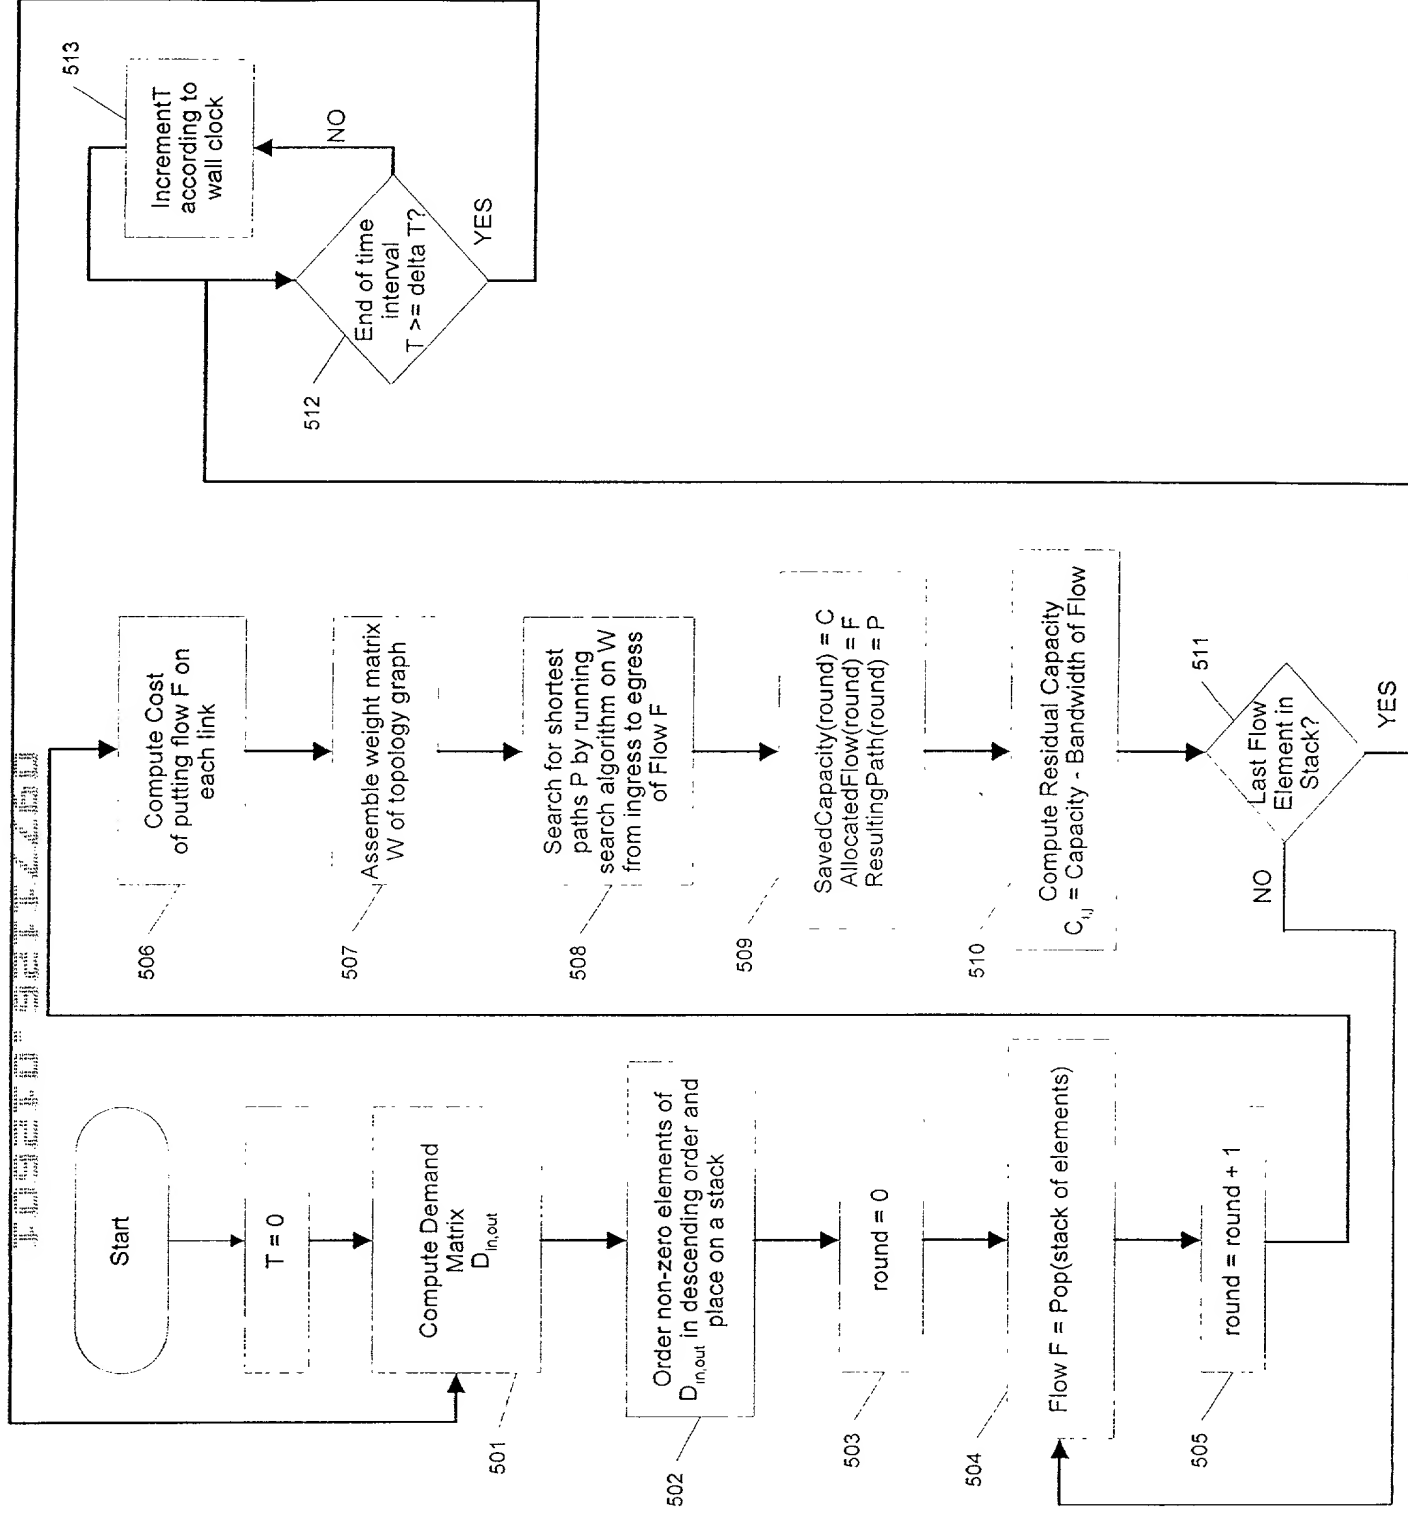 Start
T = 0
Compute Demand
Matrix
D in,out
501
Order non-zero elements of
D in,out in descending order and
place on a stack
502
round = 0
503
Flow F = Pop(stack of elements)
504
round = round + 1
505
Compute Cost
of putting flow F on
each link
506
Assemble weight matrix
W of topology graph
507
Search for shortest
paths P by running
search algorithm on W
from ingress to egress
of Flow F
508
SavedCapacity(round) = C
AllocatedFlow(round) = F
ResultingPath(round) = P
509
Compute Residual Capacity
C i,j = Capacity - Bandwidth of Flow
510
Last Flow
Element in
Stack?
511
NO
YES
End of time
interval
T >= delta T?
512
YES
NO
Increment T
according to
wall clock
513